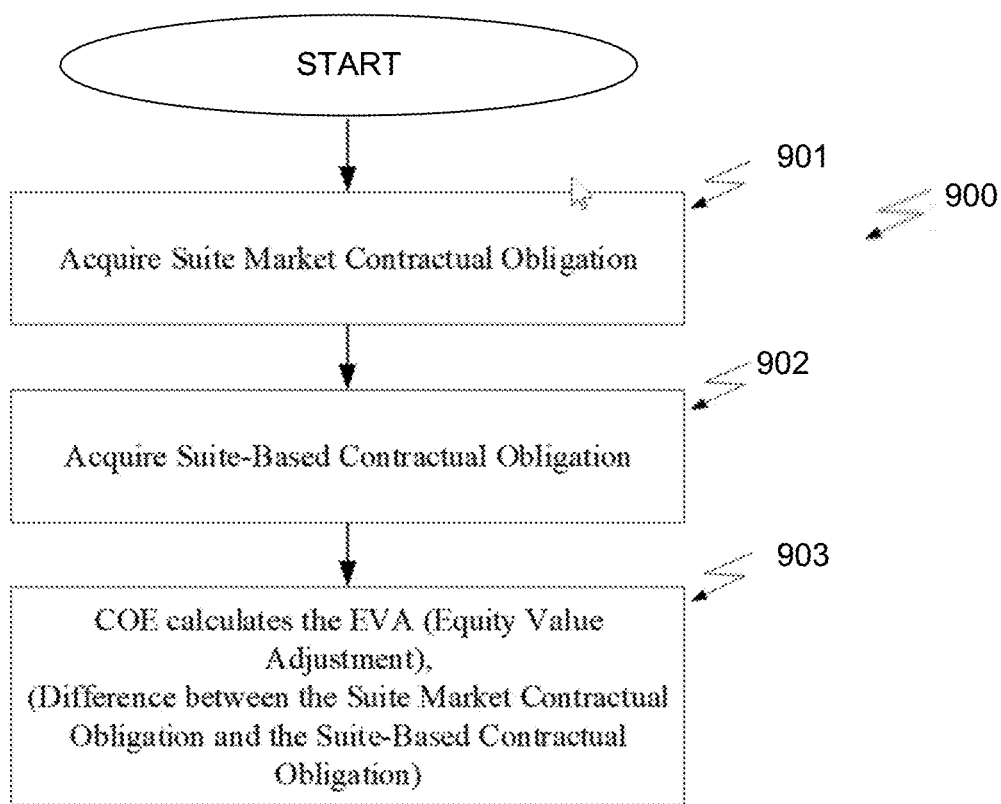 START
901
900
Acquire Suite Market Contractual Obligation
902
Acquire Suite-Based Contractual Obligation
903
COE calculates the EVA (Equity Value
Adjustment),
(Difference between the Suite Market Contractual
Obligation and the Suite-Based Contractual
Obligation)